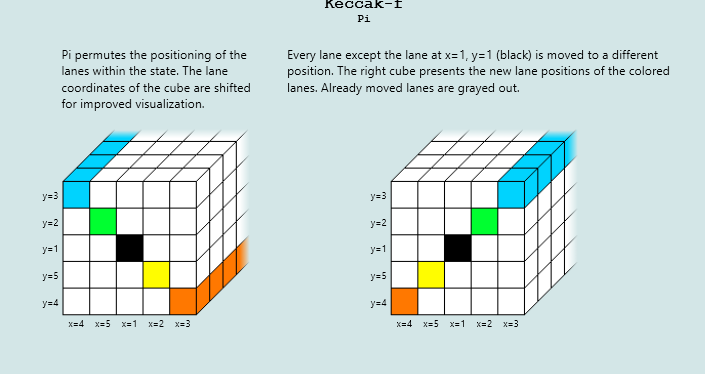 Keccak-f
Pi
Pi permutes the positioning of the
lanes within the state. The lane
coordinates of the cube are shifted
for improved visualization.
Every lane except the lane at x=1, y=1 (black) is moved to a different
position. The right cube presents the new lane positions of the colored
lanes. Already moved lanes are grayed out.
y=3
y=2
y=1
y=5
y=4
x=4 x=5 x=1 x=2 x=3
y=3
y=2
y=1
y=5
y=4
x=4 x=5 x=1 x=2 x=3